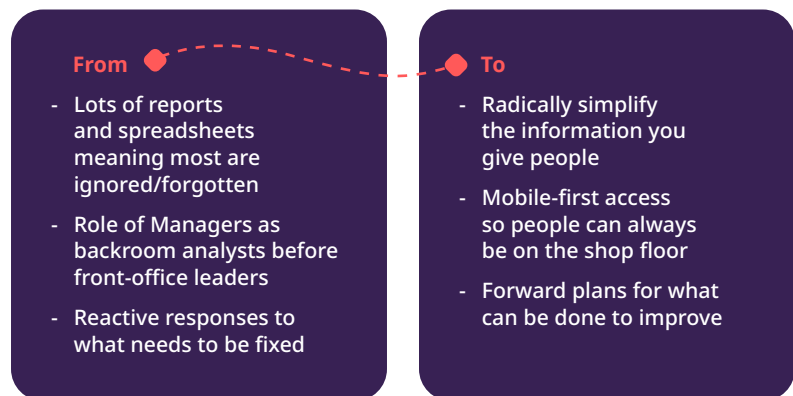 From
- Lots of reports
and spreadsheets
meaning most are
ignored/forgotten
- Role of Managers as
backroom analysts before
front-office leaders
- Reactive responses to
what needs to be fixed
To
- Radically simplify
the information you
give people
- Mobile-first access
so people can always
be on the shop floor
- Forward plans for what
can be done to improve